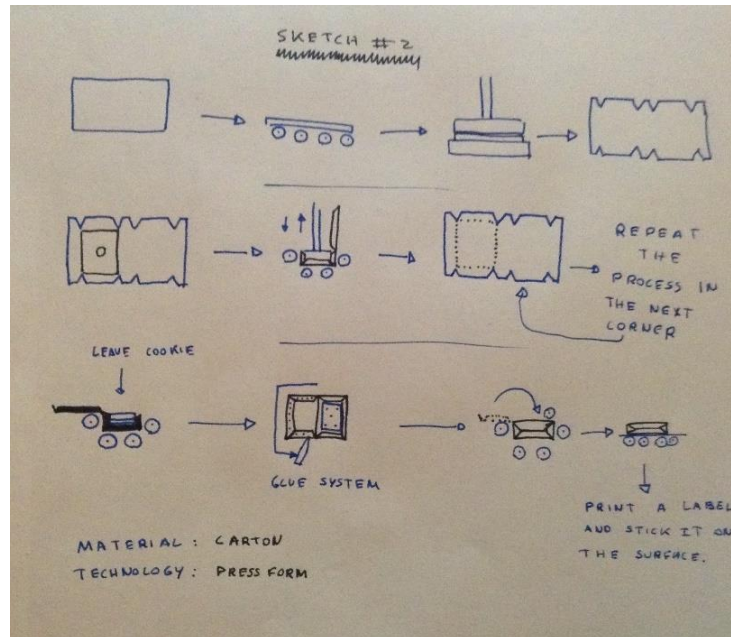 SKETCH #2
REPEAT
THE
PROCESS IN
THE NEXT
CORNER
LEAVE COOKIE
GLUE SYSTEM
PRINT A LABEL
AND STICK IT ON
THE SURFACE.
MATERIAL: CARTON
TECHNOLOGY: PRESS FORM